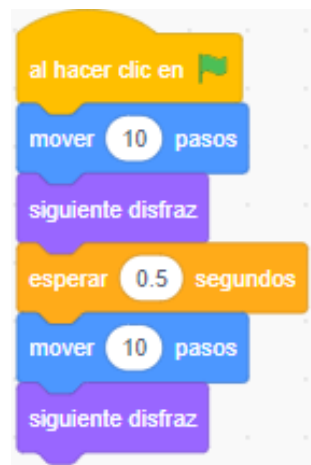 al hacer clic en
mover 10 pasos
siguiente disfraz
esperar 0.5 segundos
mover 10 pasos
siguiente disfraz